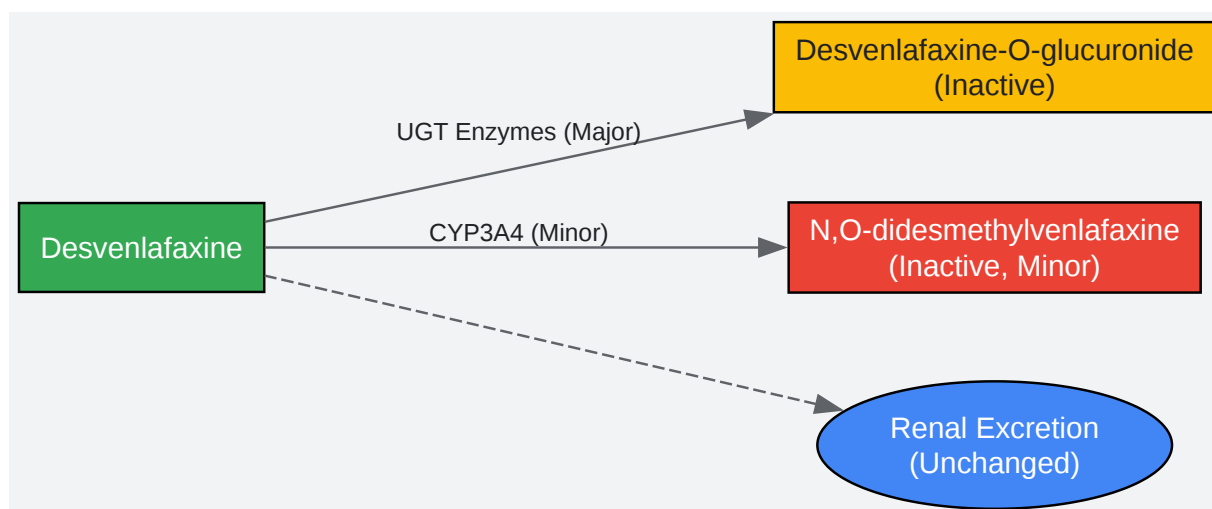 Desvenlafaxine-O-glucuronide
(Inactive)
UGT Enzymes (Major)
Desvenlafaxine
CYP3A4 (Minor)
N,O-didesmethylvenlafaxine
(Inactive, Minor)
Renal Excretion
(Unchanged)